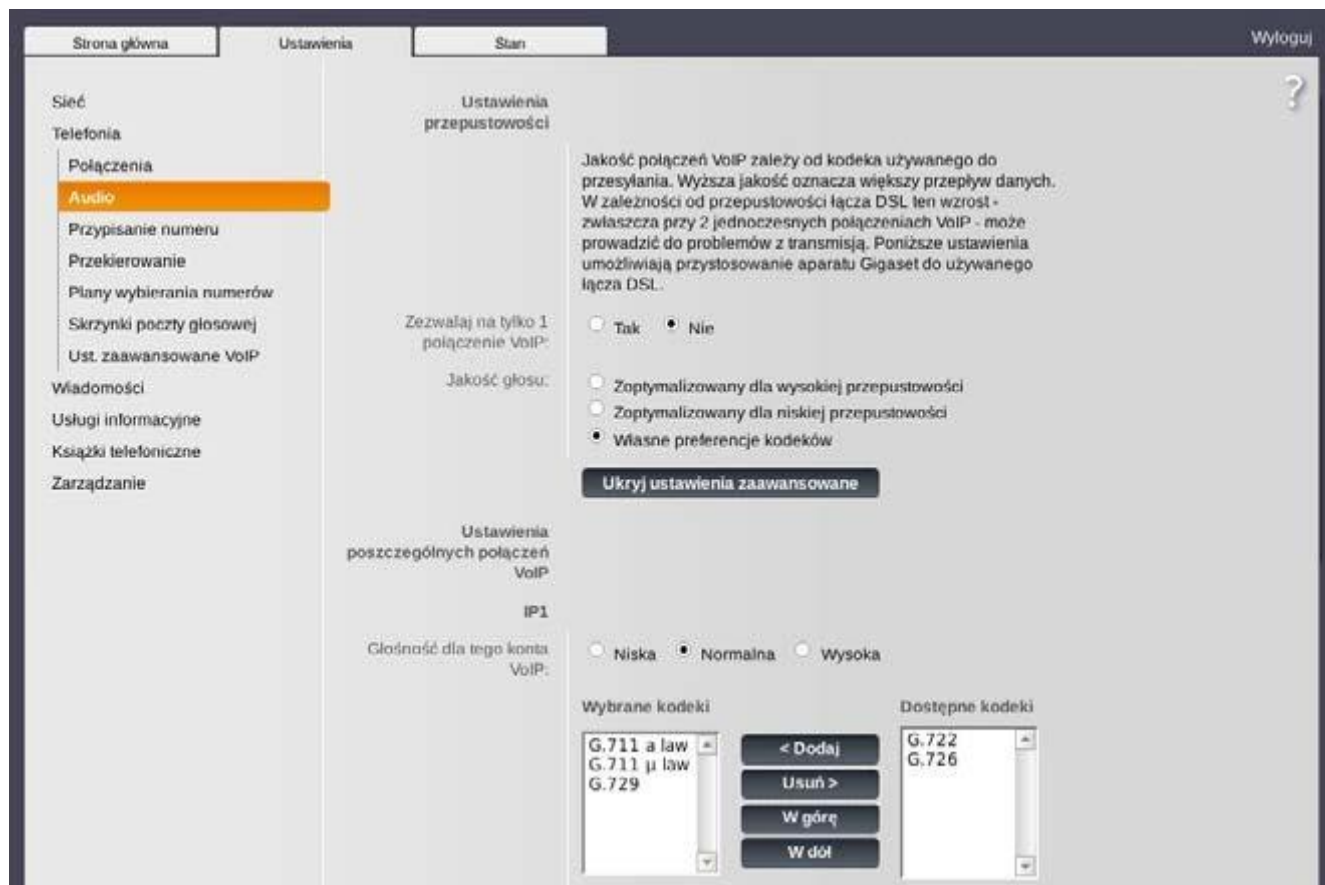 Strona główna
Ustawienia
Stan
Wyloguj
?
Sieć
Telefonia
Połączenia
Audio
Przypisanie numeru
Przekierowanie
Plany wybierania numerów
Skrzynki poczty głosowej
Ust. zaawansowane VoIP
Wiadomości
Usługi informacyjne
Książki telefoniczne
Zarządzanie
Ustawienia
przepustowości
Jakość połączeń VoIP zależy od kodeka używanego do
przesyłania. Wyższa jakość oznacza większy przepływ danych.
W zależności od przepustowości łącza DSL ten wzrost -
zwłaszcza przy 2 jednoczesnych połączeniach VoIP - może
prowadzić do problemów z transmisją. Poniższe ustawienia
umożliwiają przystosowanie aparatu Gigaset do używanego
łącza DSL.
Zezwalaj na tylko 1
połączenie VoIP:
Tak Nie
Jakość głosu:
Zoptymalizowany dla wysokiej przepustowości
Zoptymalizowany dla niskiej przepustowości
Własne preferencje kodeków
Ukryj ustawienia zaawansowane
Ustawienia
poszczególnych połączeń
VoIP
IP1
Głośność dla tego konta
VoIP:
Niska Normalna Wysoka
Wybrane kodeki
G.711 a law
G.711 µ law
G.729
< Dodaj
Usuń >
W górę
W dół
Dostępne kodeki
G.722
G.726